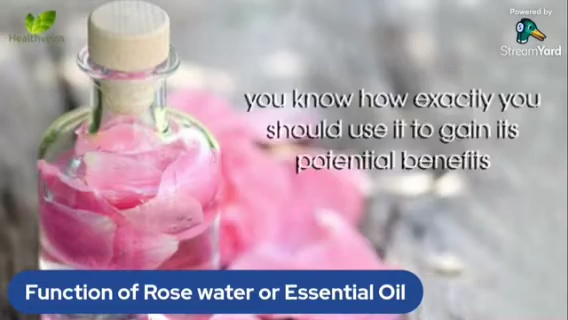 Healthveins
Powered by
StreamYard
you know how exactly you
should use it to gain its
potential benefits
Function of Rose water or Essential Oil